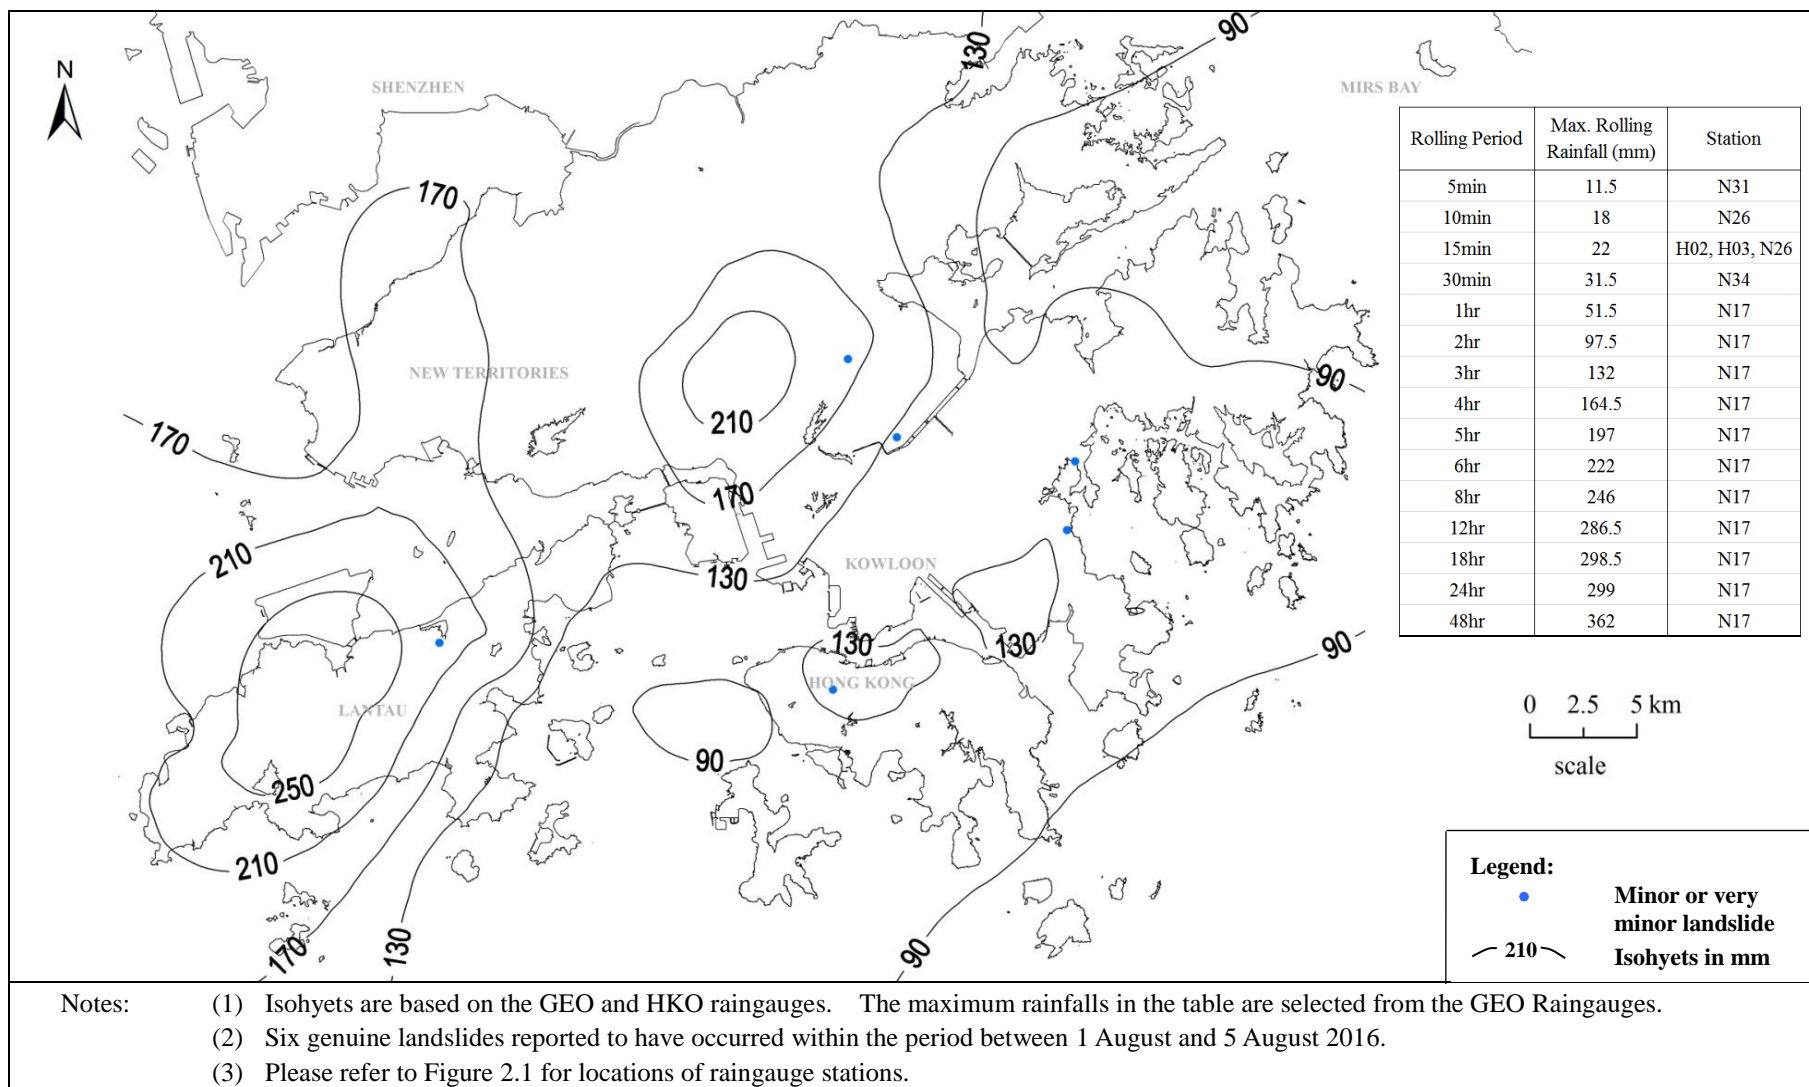 90
130
N
SHENZHEN
MIRS BAY
Rolling Period Max. Rolling Rainfall (mm) Station
5min 11.5 N31
10min 18 N26
15min 22 H02, H03, N26
30min 31.5 N34
1hr 51.5 N17
2hr 97.5 N17
3hr 132 N17
4hr 164.5 N17
5hr 197 N17
6hr 222 N17
8hr 246 N17
12hr 286.5 N17
18hr 298.5 N17
24hr 299 N17
48hr 362 N17
170
NEW TERRITORIES
90
210
170
170
210
KOWLOON
130
130
130
90
HONG KONG
LANTAU
90
250
210
170
130
90
0 2.5 5 km
scale
Legend:
Minor or very
minor landslide
210 Isohyets in mm
Notes: (1) Isohyets are based on the GEO and HKO raingauges. The maximum rainfalls in the table are selected from the GEO Raingauges.
(2) Six genuine landslides reported to have occurred within the period between 1 August and 5 August 2016.
(3) Please refer to Figure 2.1 for locations of raingauge stations.